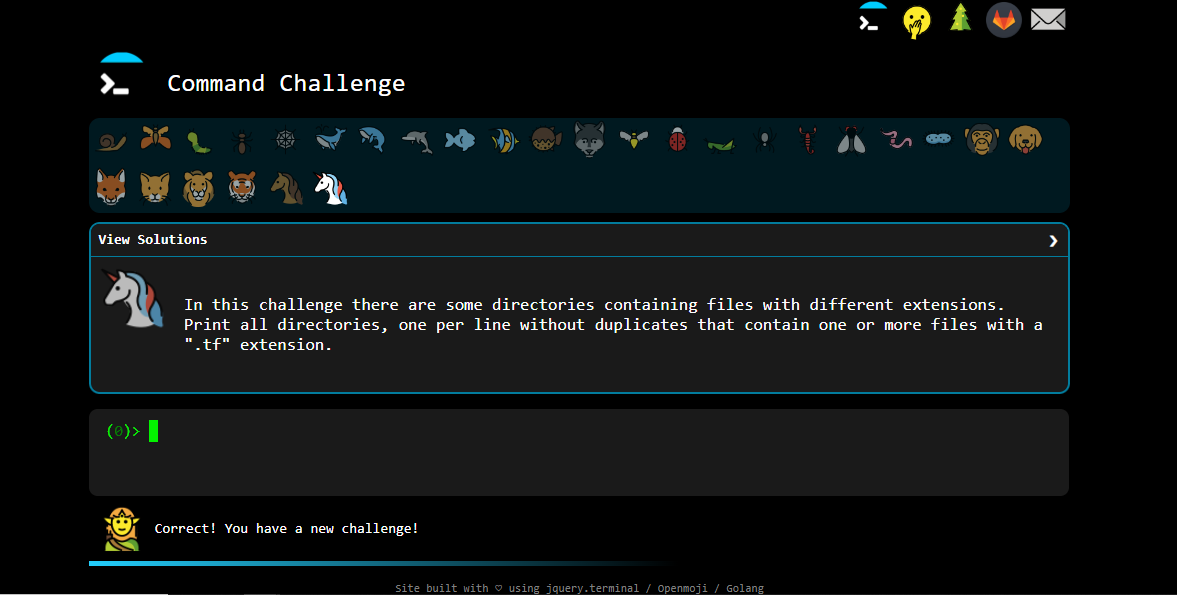 Command Challenge
View Solutions
In this challenge there are some directories containing files with different extensions.
Print all directories, one per line without duplicates that contain one or more files with a
".tf" extension.
(0)>
Correct! You have a new challenge!
Site built with ♡ using jquery.terminal / Openmoji / Golang